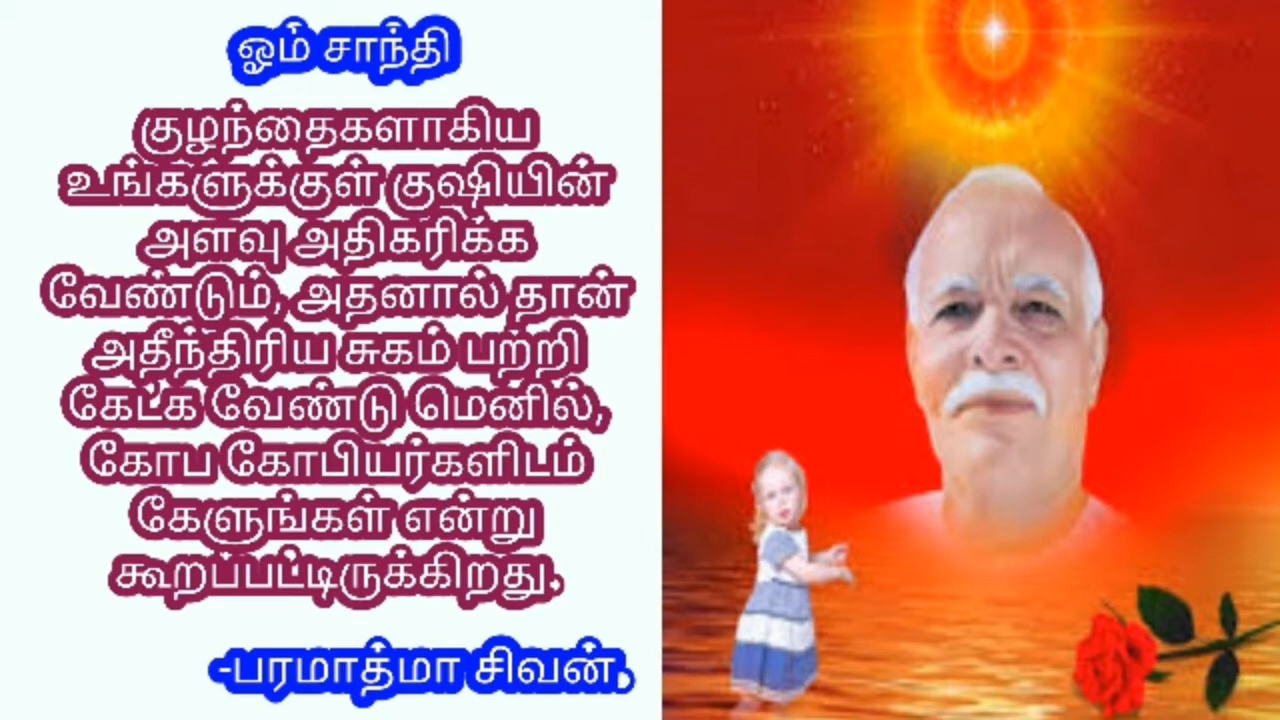 ஓம் சாந்தி
குழந்தைகளாகிய
உங்களுக்குள் குஷியின்
அளவு அதிகரிக்க
வேண்டும், அதனால் தான்
அதீந்திரிய சுகம் பற்றி
கேட்க வேண்டு மெனில்,
கோப கோபியர்களிடம்
கேளுங்கள் என்று
கூறப்பட்டிருக்கிறது.
-பரமாத்மா சிவன்.